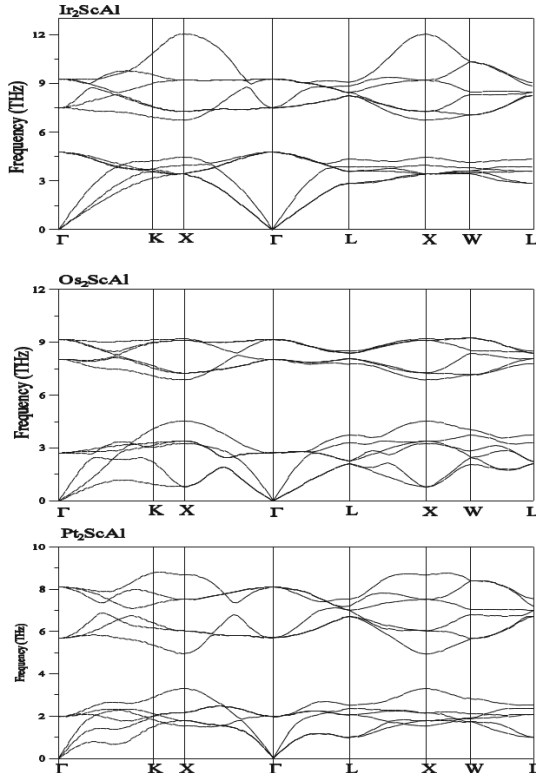 Ir₂ScAl
Frequency (THz)
12
9
6
3
0
Γ K X Γ L X W L
Os₂ScAl
Frequency (THz)
12
9
6
3
0
Γ K X Γ L X W L
Pt₂ScAl
Frequency (THz)
10
8
6
4
2
0
Γ K X Γ L X W L